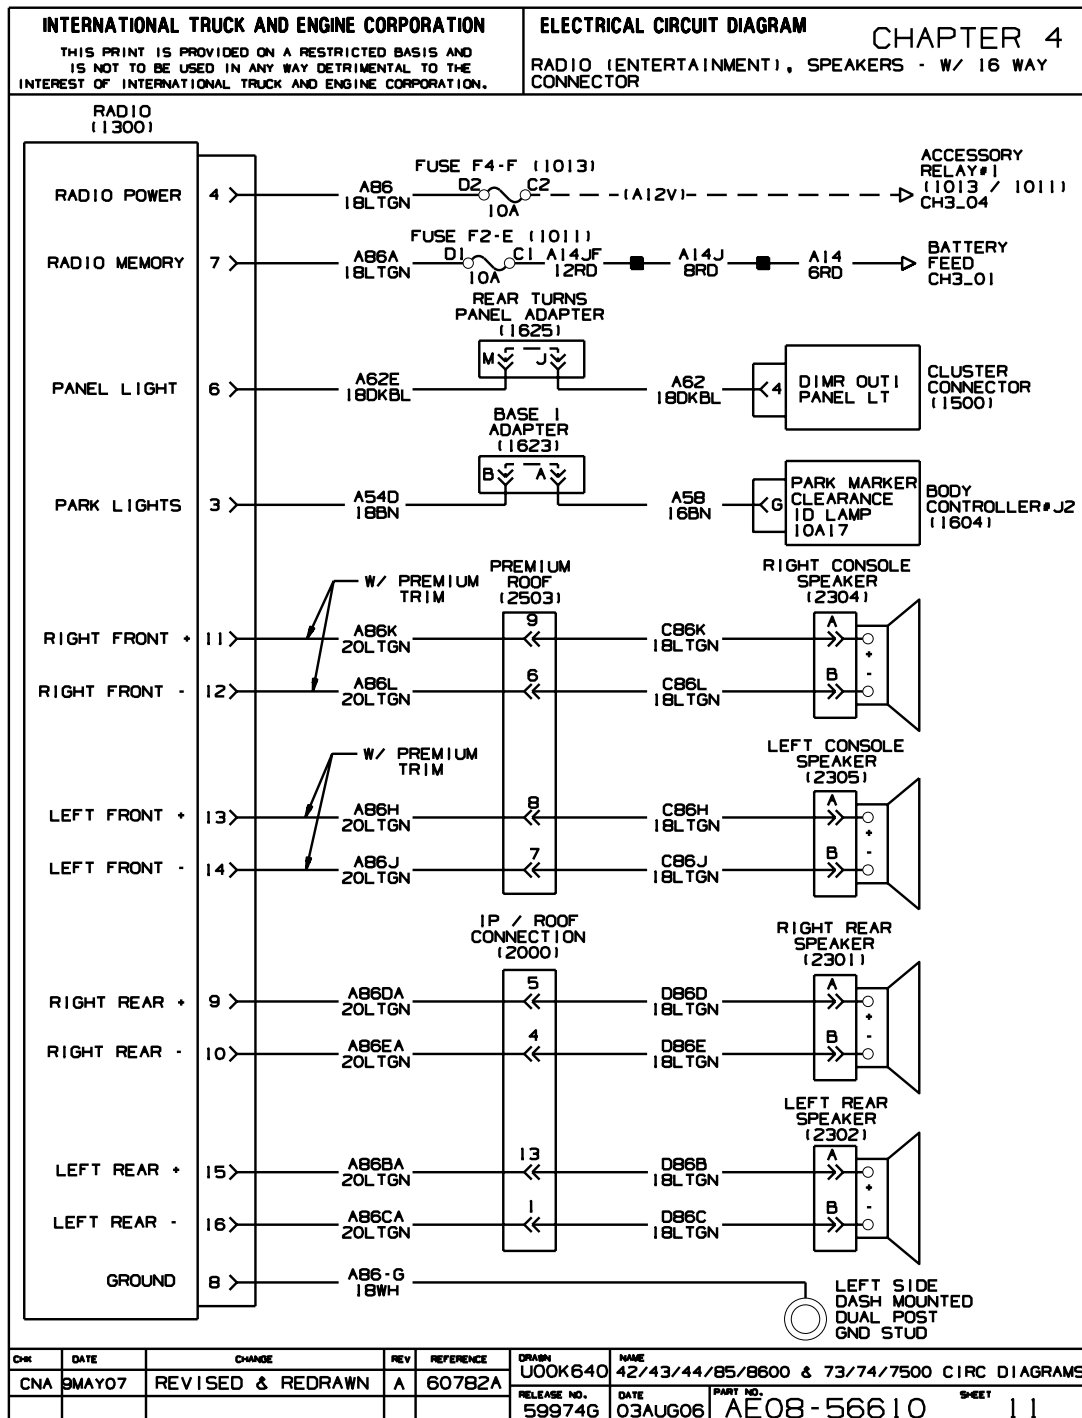 INTERNATIONAL TRUCK AND ENGINE CORPORATION
THIS PRINT IS PROVIDED ON A RESTRICTED BASIS AND
IS NOT TO BE USED IN ANY WAY DETRIMENTAL TO THE
INTEREST OF INTERNATIONAL TRUCK AND ENGINE CORPORATION.
ELECTRICAL CIRCUIT DIAGRAM
CHAPTER 4
RADIO (ENTERTAINMENT), SPEAKERS - W/ 16 WAY
CONNECTOR
RADIO
(1300)
RADIO POWER 4
A86
18LTGN
FUSE F4-F (1013)
D2 C2
10A
(A12V)
ACCESSORY
RELAY#1
(1013 / 1011)
CH3_04
RADIO MEMORY 7
A86A
18LTGN
FUSE F2-E (1011)
D1 C1
10A
A14JF
12RD
A14J
8RD
A14
6RD
BATTERY
FEED
CH3_01
REAR TURNS
PANEL ADAPTER
(1625)
M J
PANEL LIGHT 6
A62E
18DKBL
A62
18DKBL
4
DIMR OUT1
PANEL LT
CLUSTER
CONNECTOR
(1500)
BASE 1
ADAPTER
(1623)
B A
PARK LIGHTS 3
A54D
18BN
A58
16BN
G
PARK MARKER
CLEARANCE
ID LAMP
10A17
BODY
CONTROLLER#J2
(1604)
W/ PREMIUM
TRIM
PREMIUM
ROOF
(2503)
RIGHT CONSOLE
SPEAKER
(2304)
RIGHT FRONT + 11
A86K
20LTGN
9
C86K
18LTGN
A
+
RIGHT FRONT - 12
A86L
20LTGN
6
C86L
18LTGN
B
-
W/ PREMIUM
TRIM
LEFT CONSOLE
SPEAKER
(2305)
LEFT FRONT + 13
A86H
20LTGN
8
C86H
18LTGN
A
+
LEFT FRONT - 14
A86J
20LTGN
7
C86J
18LTGN
B
-
IP / ROOF
CONNECTION
(2000)
RIGHT REAR
SPEAKER
(2301)
RIGHT REAR + 9
A86DA
20LTGN
5
D86D
18LTGN
A
+
RIGHT REAR - 10
A86EA
20LTGN
4
D86E
18LTGN
B
-
LEFT REAR
SPEAKER
(2302)
LEFT REAR + 15
A86BA
20LTGN
13
D86B
18LTGN
A
+
LEFT REAR - 16
A86CA
20LTGN
1
D86C
18LTGN
B
-
GROUND 8
A86-G
18WH
LEFT SIDE
DASH MOUNTED
DUAL POST
GND STUD
CHK DATE CHANGE REV REFERENCE
CNA 9MAY07 REVISED & REDRAWN A 60782A
DRAWN
U00K640
NAME
42/43/44/85/8600 & 73/74/7500 CIRC DIAGRAMS
RELEASE NO.
59974G
DATE
03AUG06
PART NO.
AE08-56610
SHEET
11